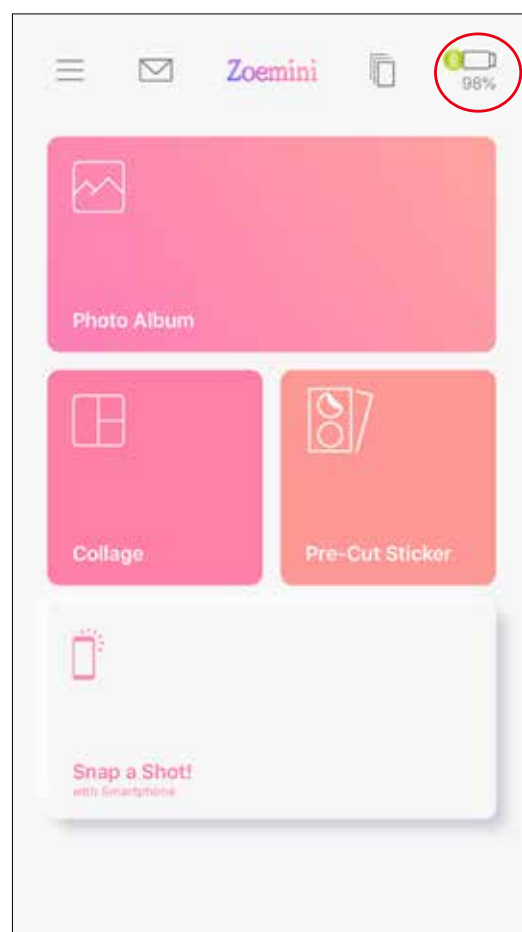 Zoemini
98%
Photo Album
Collage
Pre-Cut Sticker
Snap a Shot!
with Smartphone